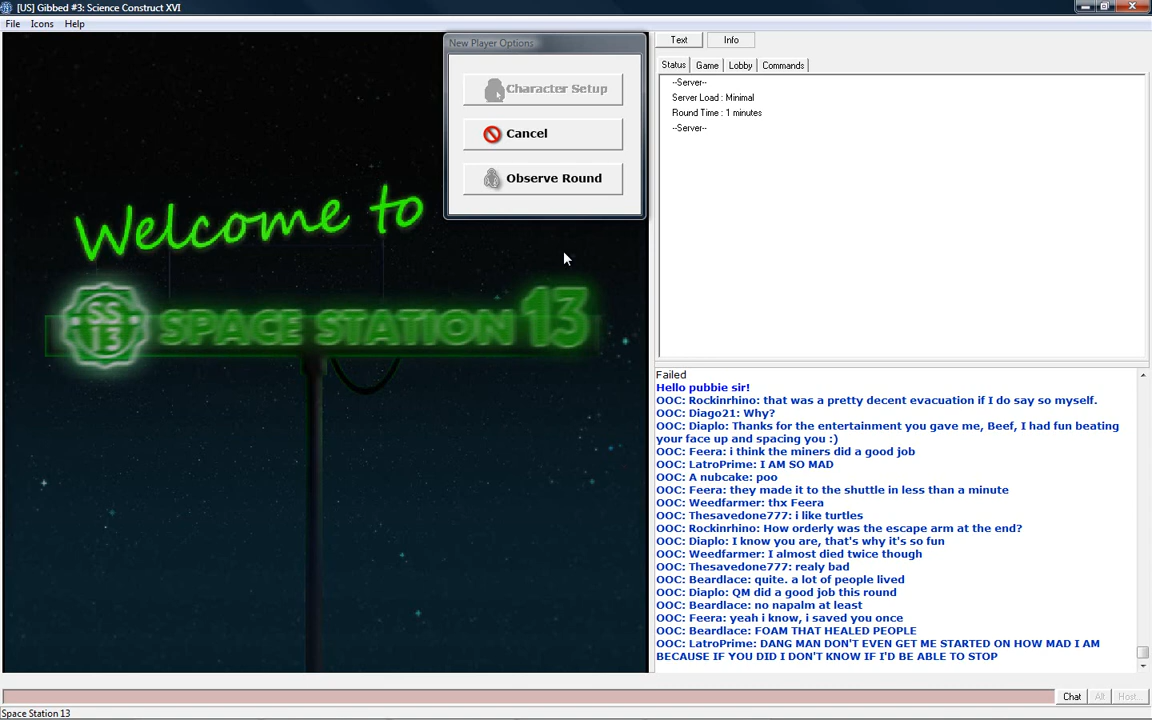 [US] Gibbed #3: Science Construct XVI
File Icons Help
New Player Options
Character Setup
Cancel
Observe Round
Welcome to
SS
13
SPACE STATION 13
Text Info
Status Game Lobby Commands
--Server--
Server Load : Minimal
Round Time : 1 minutes
--Server--
Failed
Hello pubbie sir!
OOC: Rockinrhino: that was a pretty decent evacuation if I do say so myself.
OOC: Diago21: Why?
OOC: Diaplo: Thanks for the entertainment you gave me, Beef, I had fun beating
your face up and spacing you :)
OOC: Feera: i think the miners did a good job
OOC: LatroPrime: I AM SO MAD
OOC: A nubcake: poo
OOC: Feera: they made it to the shuttle in less than a minute
OOC: Weedfarmer: thx Feera
OOC: Thesavedone777: i like turtles
OOC: Rockinrhino: How orderly was the escape arm at the end?
OOC: Diaplo: I know you are, that's why it's so fun
OOC: Weedfarmer: I almost died twice though
OOC: Thesavedone777: realy bad
OOC: Beardlace: quite. a lot of people lived
OOC: Diaplo: QM did a good job this round
OOC: Beardlace: no napalm at least
OOC: Feera: yeah i know, i saved you once
OOC: Beardlace: FOAM THAT HEALED PEOPLE
OOC: LatroPrime: DANG MAN DON'T EVEN GET ME STARTED ON HOW MAD I AM
BECAUSE IF YOU DID I DON'T KNOW IF I'D BE ABLE TO STOP
Chat Alt Host...
Space Station 13